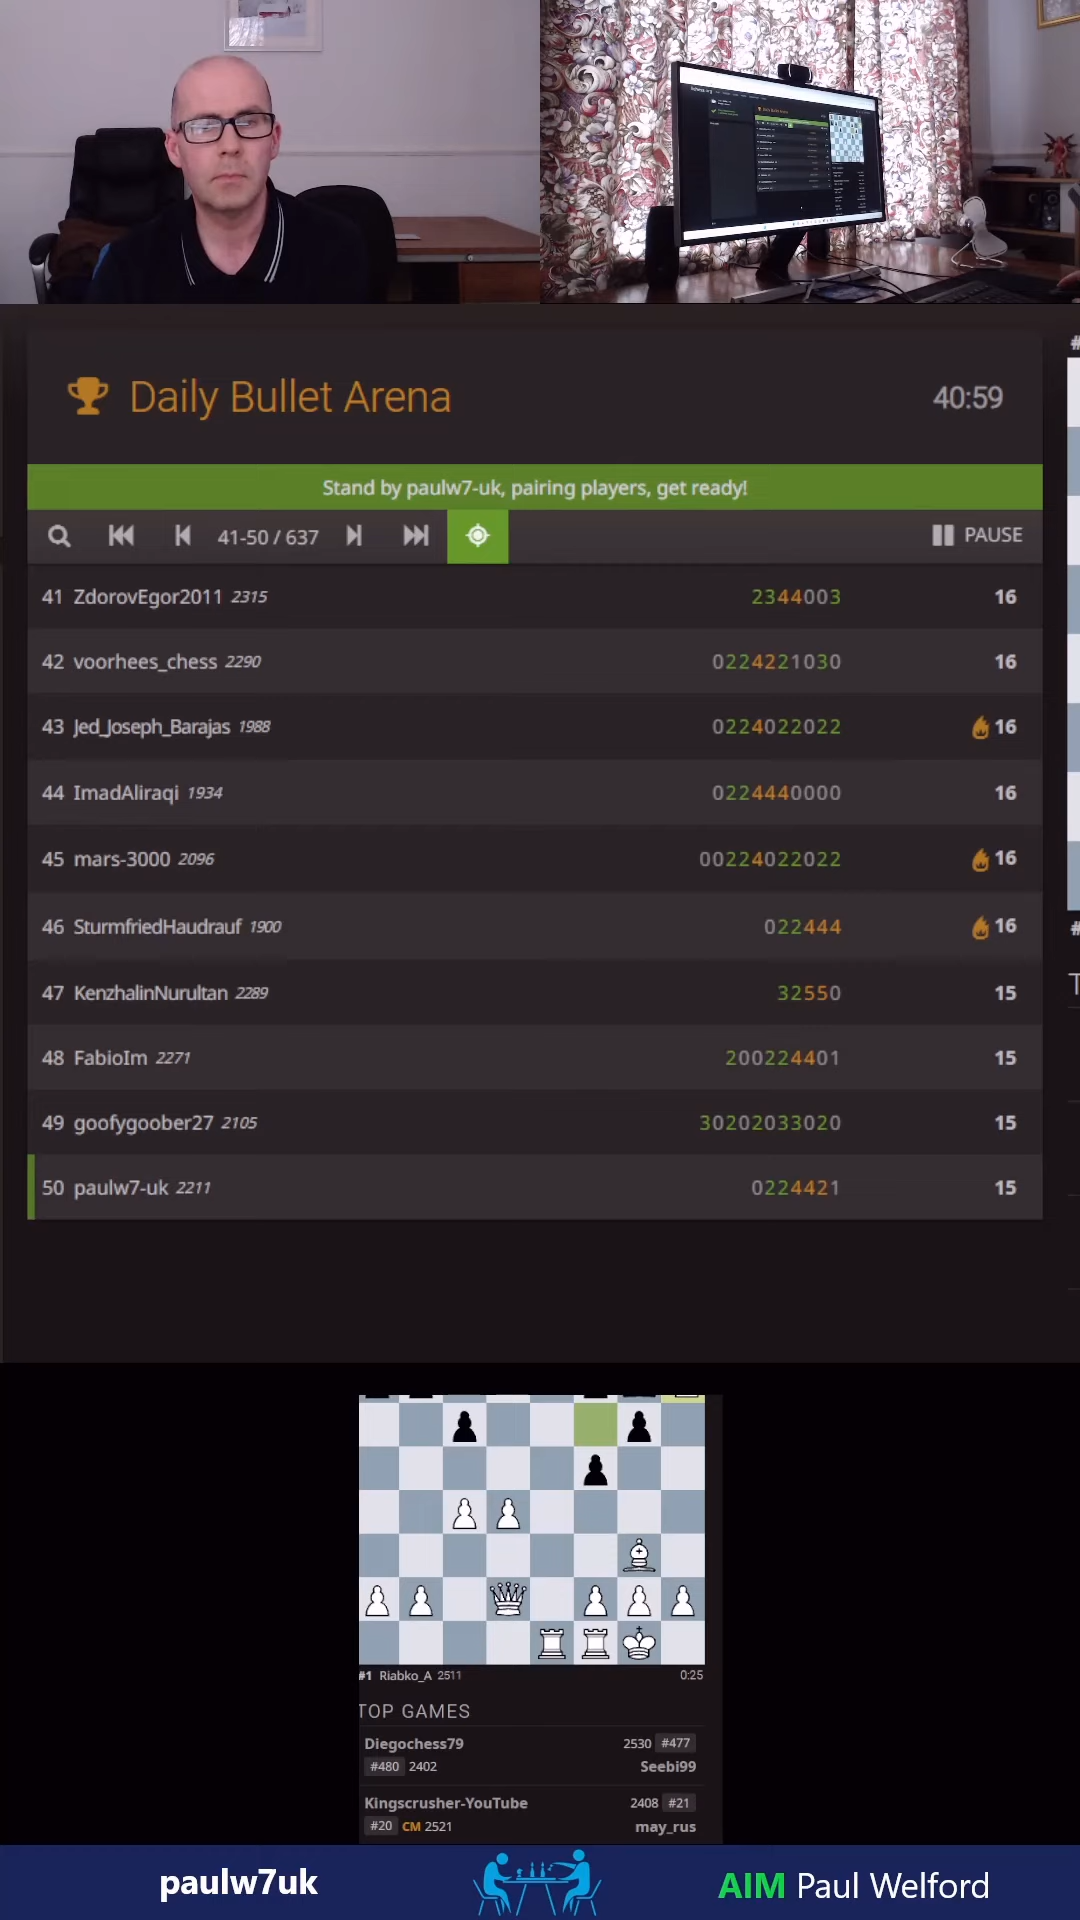 Daily Bullet Arena 40:59
Stand by paulw7-uk, pairing players, get ready!
41-50 / 637 PAUSE
41 ZdorovEgor2011 2315 2344003 16
42 voorhees_chess 2290 0224221030 16
43 Jed_Joseph_Barajas 1988 0224022022 16
44 ImadAliraqi 1934 0224440000 16
45 mars-3000 2096 00224022022 16
46 SturmfriedHaudrauf 1900 022444 16
47 KenzhalinNurultan 2289 32550 15
48 FabioIm 2271 200224401 15
49 goofygoober27 2105 30202033020 15
50 paulw7-uk 2211 0224421 15
#1 Riabko_A 2511 0:25
TOP GAMES
Diegochess79 2530 #477
#480 2402 Seebi99
Kingscrusher-YouTube 2408 #21
#20 CM 2521 may_rus
paulw7uk AIM Paul Welford